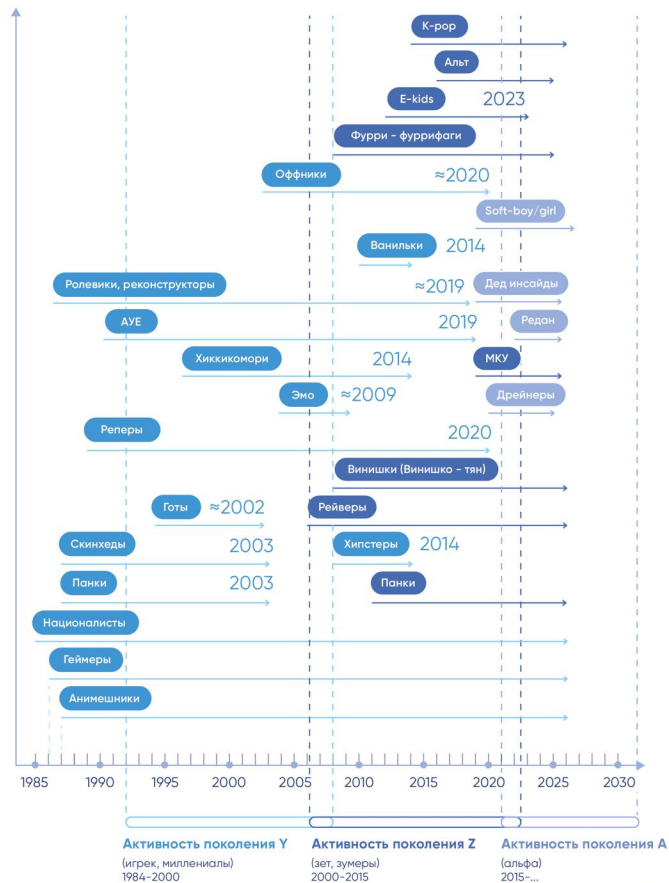 K-pop
Альт
E-kids 2023
Фурри - фуррифаги
Оффники ≈2020
Soft-boy/girl
Ванильки 2014
Ролевики, реконструкторы ≈2019 Дед инсайды
АУЕ 2019 Редан
Хиккикомори 2014 МКУ
Эмо ≈2009 Дрейнеры
Реперы 2020
Винишки (Винишко - тян)
Готы ≈2002 Рейверы
Скинхеды 2003 Хипстеры 2014
Панки 2003 Панки
Националисты
Геймеры
Анимешники
1985 1990 1995 2000 2005 2010 2015 2020 2025 2030
Активность поколения Y Активность поколения Z Активность поколения А
(игрек, миллениалы) (зет, зумеры) (альфа)
1984-2000 2000-2015 2015-...